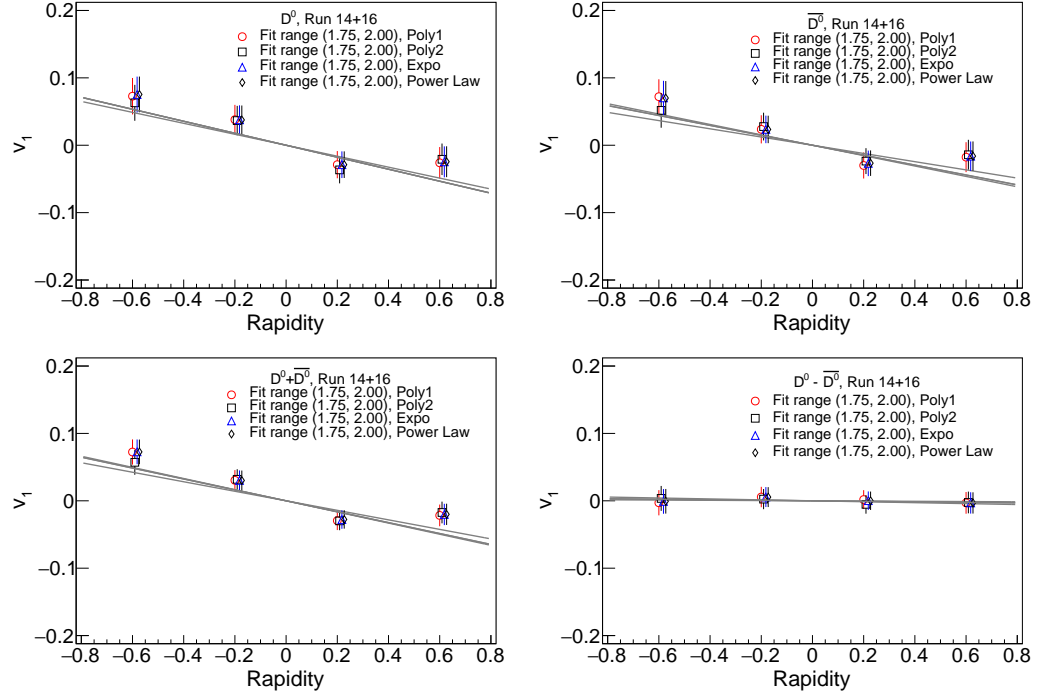 D⁰, Run 14+16
Fit range (1.75, 2.00), Poly1
Fit range (1.75, 2.00), Poly2
Fit range (1.75, 2.00), Expo
Fit range (1.75, 2.00), Power Law
0.2
0.1
0
−0.1
−0.2
v₁
−0.8 −0.6 −0.4 −0.2 0 0.2 0.4 0.6 0.8
Rapidity
D̅⁰, Run 14+16
Fit range (1.75, 2.00), Poly1
Fit range (1.75, 2.00), Poly2
Fit range (1.75, 2.00), Expo
Fit range (1.75, 2.00), Power Law
0.2
0.1
0
−0.1
−0.2
v₁
−0.8 −0.6 −0.4 −0.2 0 0.2 0.4 0.6 0.8
Rapidity
D⁰+D̅⁰, Run 14+16
Fit range (1.75, 2.00), Poly1
Fit range (1.75, 2.00), Poly2
Fit range (1.75, 2.00), Expo
Fit range (1.75, 2.00), Power Law
0.2
0.1
0
−0.1
−0.2
v₁
−0.8 −0.6 −0.4 −0.2 0 0.2 0.4 0.6 0.8
Rapidity
D⁰ - D̅⁰, Run 14+16
Fit range (1.75, 2.00), Poly1
Fit range (1.75, 2.00), Poly2
Fit range (1.75, 2.00), Expo
Fit range (1.75, 2.00), Power Law
0.2
0.1
0
−0.1
−0.2
v₁
−0.8 −0.6 −0.4 −0.2 0 0.2 0.4 0.6 0.8
Rapidity